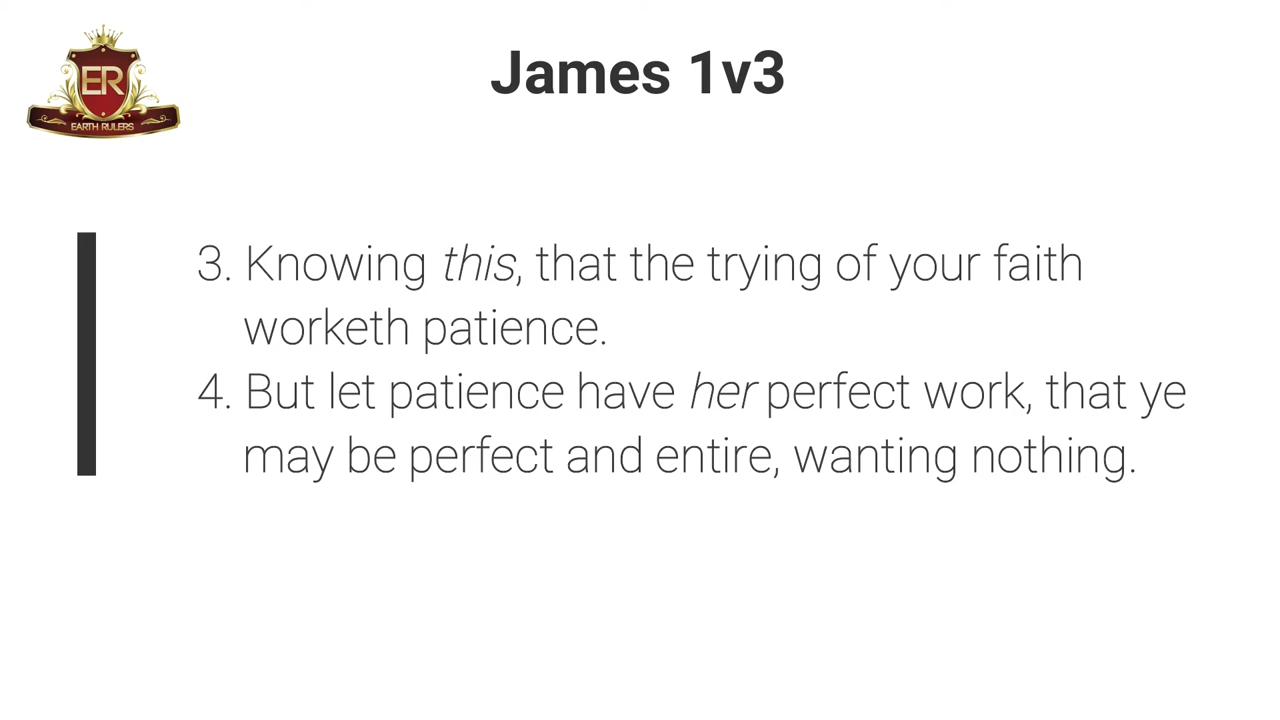 ER
EARTH RULERS
James 1v3
3. Knowing this, that the trying of your faith
worketh patience.
4. But let patience have her perfect work, that ye
may be perfect and entire, wanting nothing.